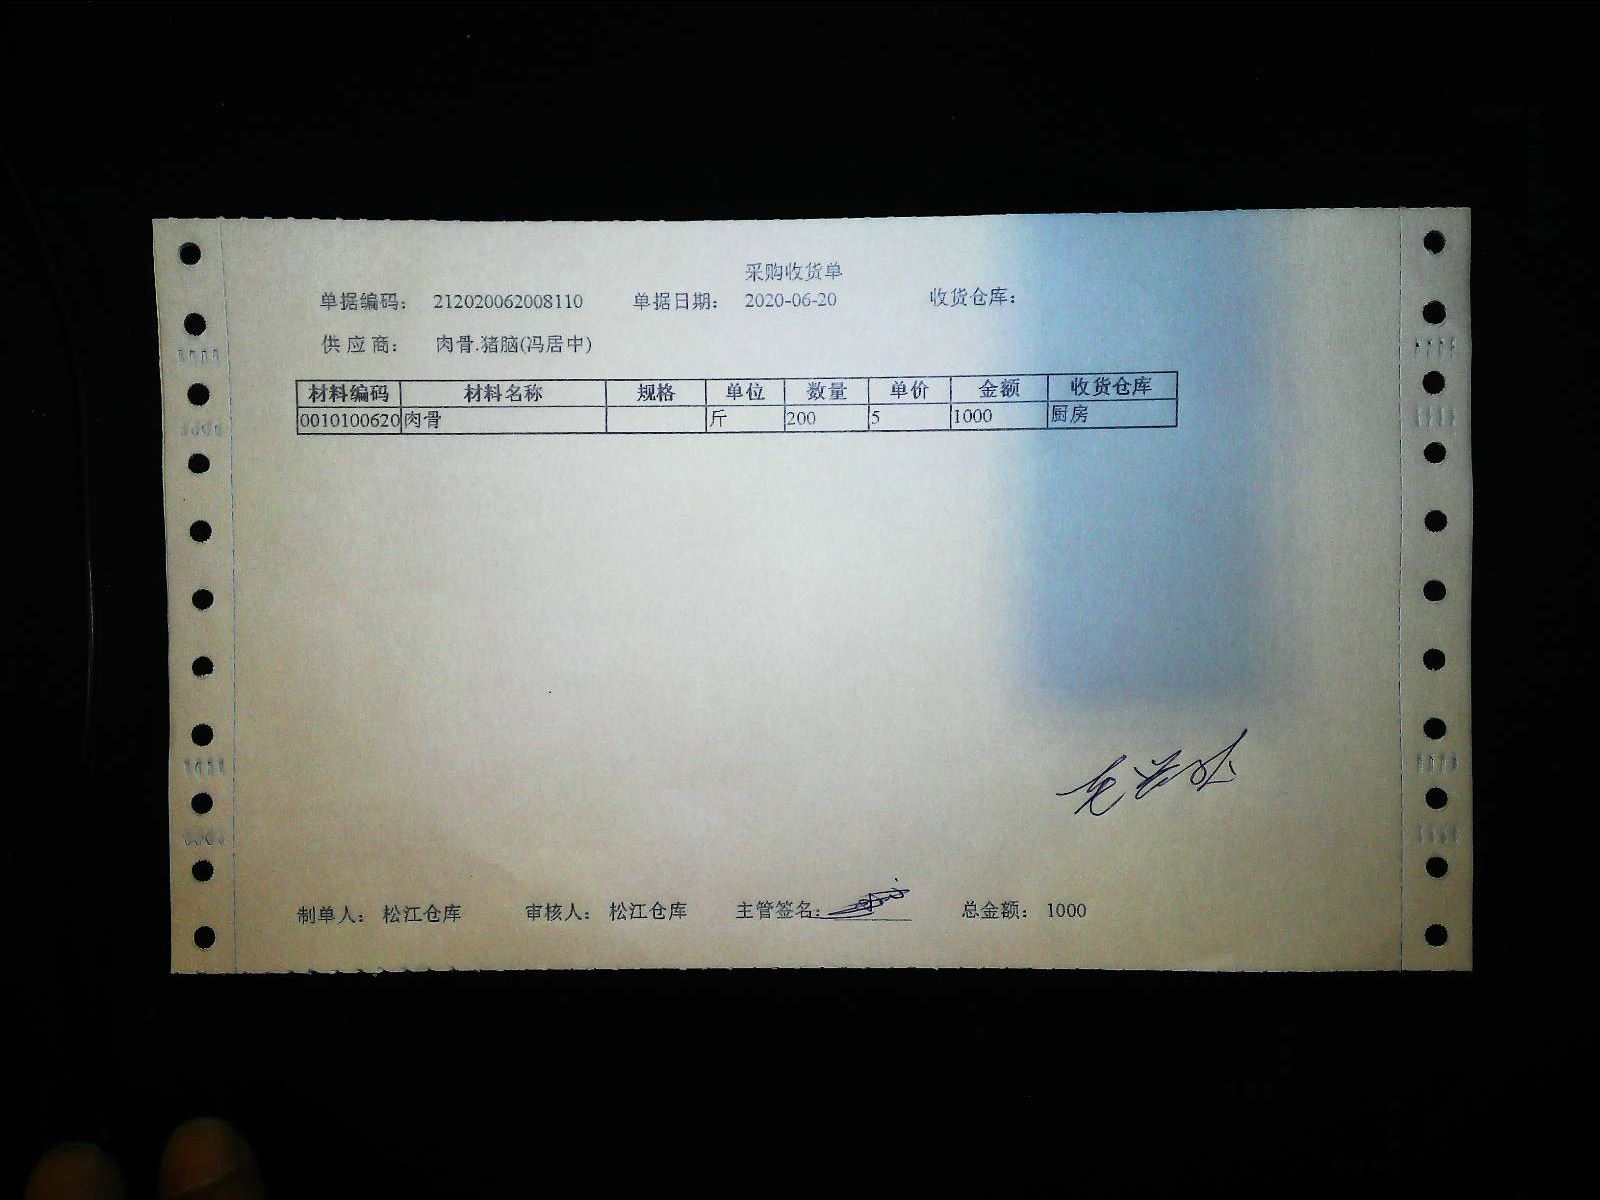 采购收货单
单据编码： 212020062008110 单据日期： 2020-06-20 收货仓库：
供 应 商： 肉骨.猪脑(冯居中)
材料编码 材料名称 规格 单位 数量 单价 金额 收货仓库
0010100620 肉骨 斤 200 5 1000 厨房
制单人： 松江仓库 审核人： 松江仓库 主管签名： 总金额： 1000